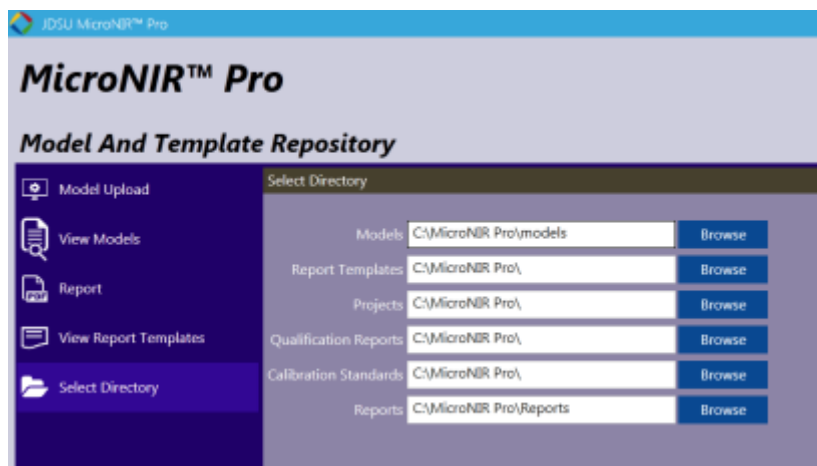 JDSU MicroNIR™ Pro
MicroNIR™ Pro
Model And Template Repository
Model Upload
View Models
PDF
Report
View Report Templates
Select Directory
Select Directory
Models C:\MicroNIR Pro\models Browse
Report Templates C:\MicroNIR Pro\ Browse
Projects C:\MicroNIR Pro\ Browse
Qualification Reports C:\MicroNIR Pro\ Browse
Calibration Standards C:\MicroNIR Pro\ Browse
Reports C:\MicroNIR Pro\Reports Browse